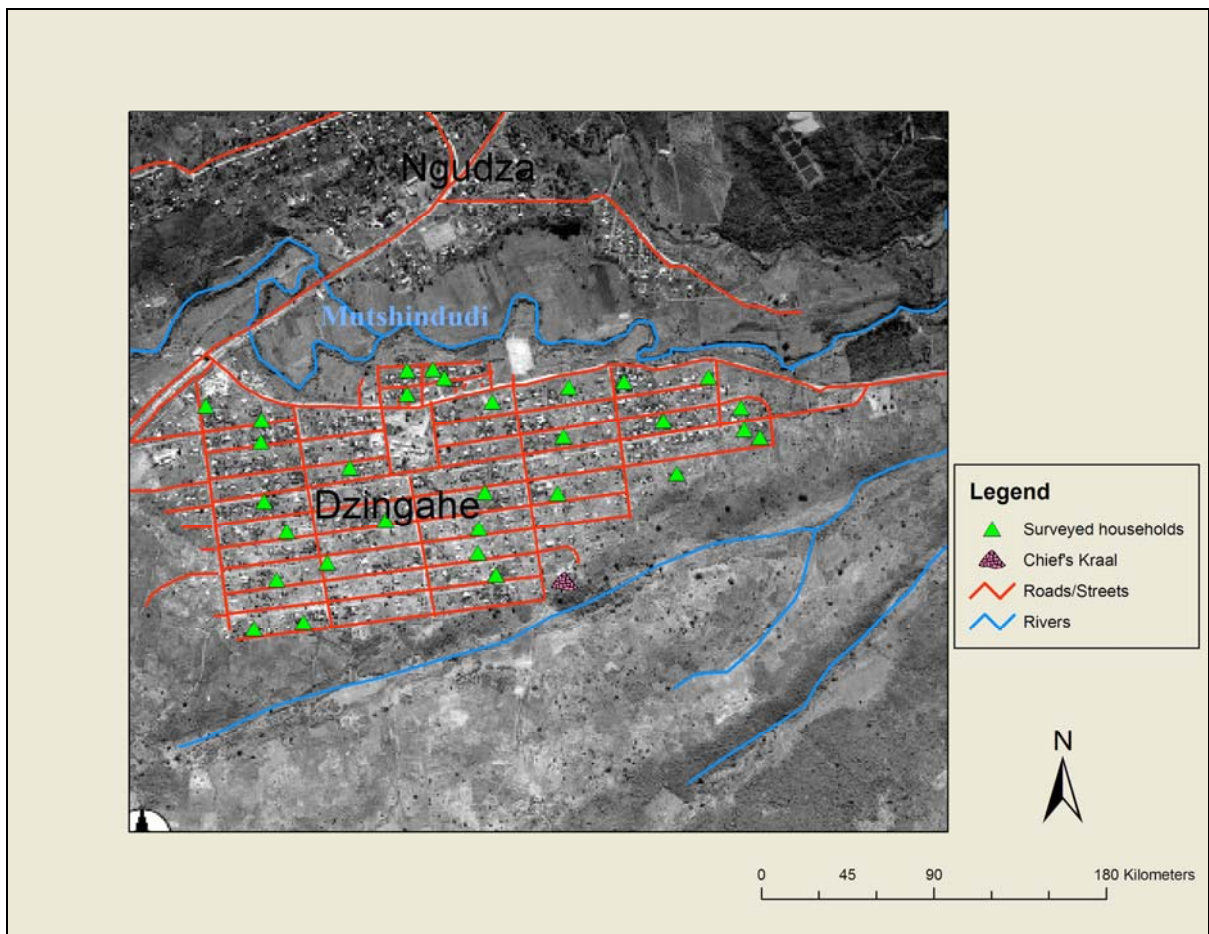 Ngudza
Mutshindudi
Dzingahe
Legend
Surveyed households
Chief's Kraal
Roads/Streets
Rivers
N
0 45 90 180 Kilometers